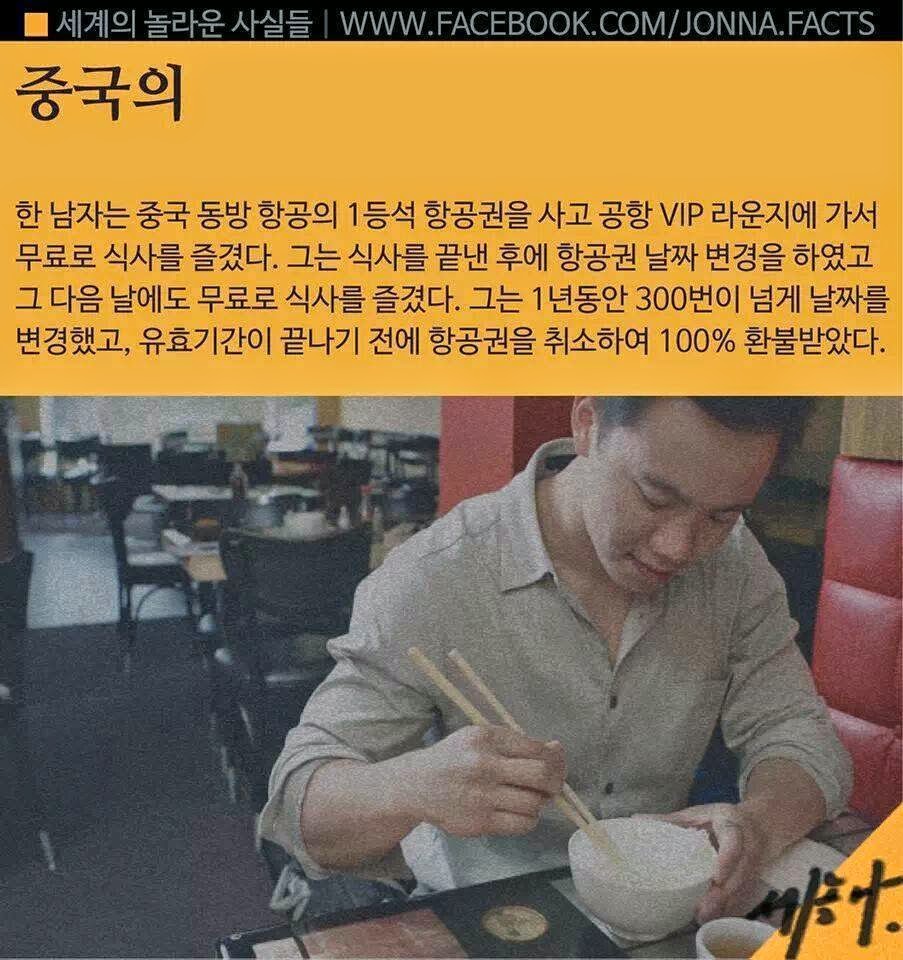 세계의 놀라운 사실들 | WWW.FACEBOOK.COM/JONNA.FACTS
중국의
한 남자는 중국 동방 항공의 1등석 항공권을 사고 공항 VIP 라운지에 가서
무료로 식사를 즐겼다. 그는 식사를 끝낸 후에 항공권 날짜 변경을 하였고
그 다음 날에도 무료로 식사를 즐겼다. 그는 1년동안 300번이 넘게 날짜를
변경했고, 유효기간이 끝나기 전에 항공권을 취소하여 100% 환불받았다.